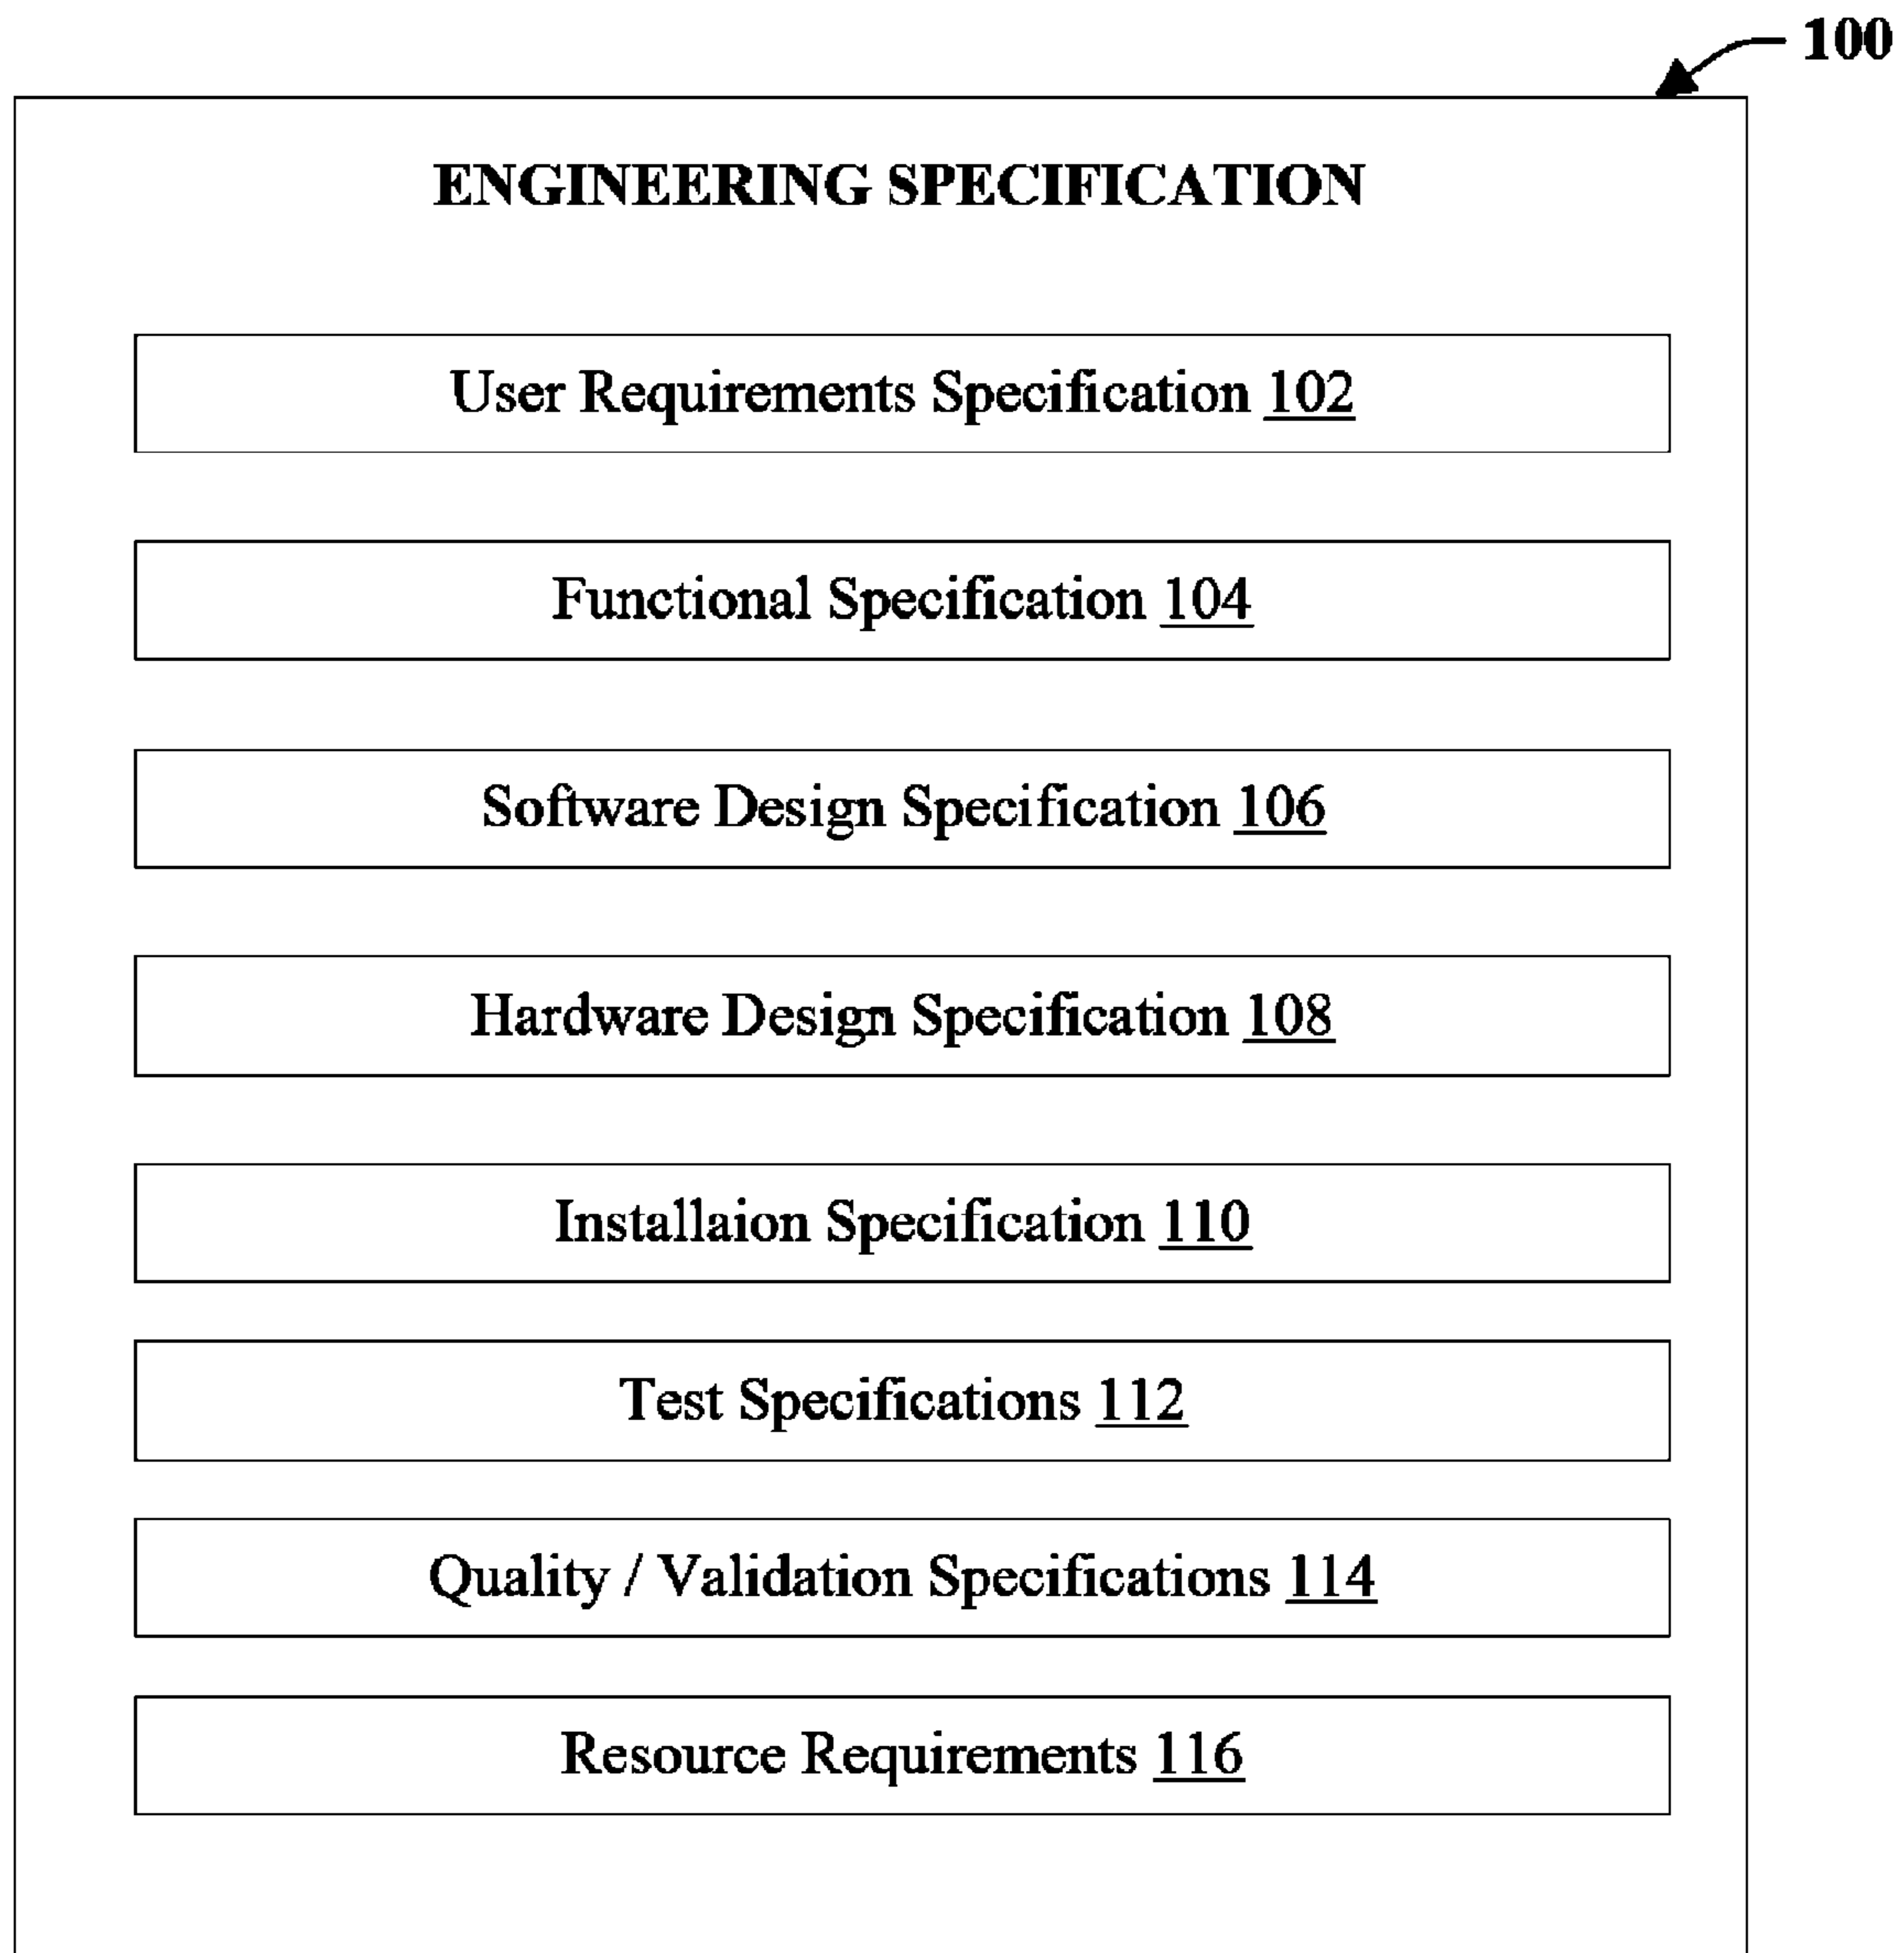 100
ENGINEERING SPECIFICATION
User Requirements Specification 102
Functional Specification 104
Software Design Specification 106
Hardware Design Specification 108
Installaion Specification 110
Test Specifications 112
Quality / Validation Specifications 114
Resource Requirements 116